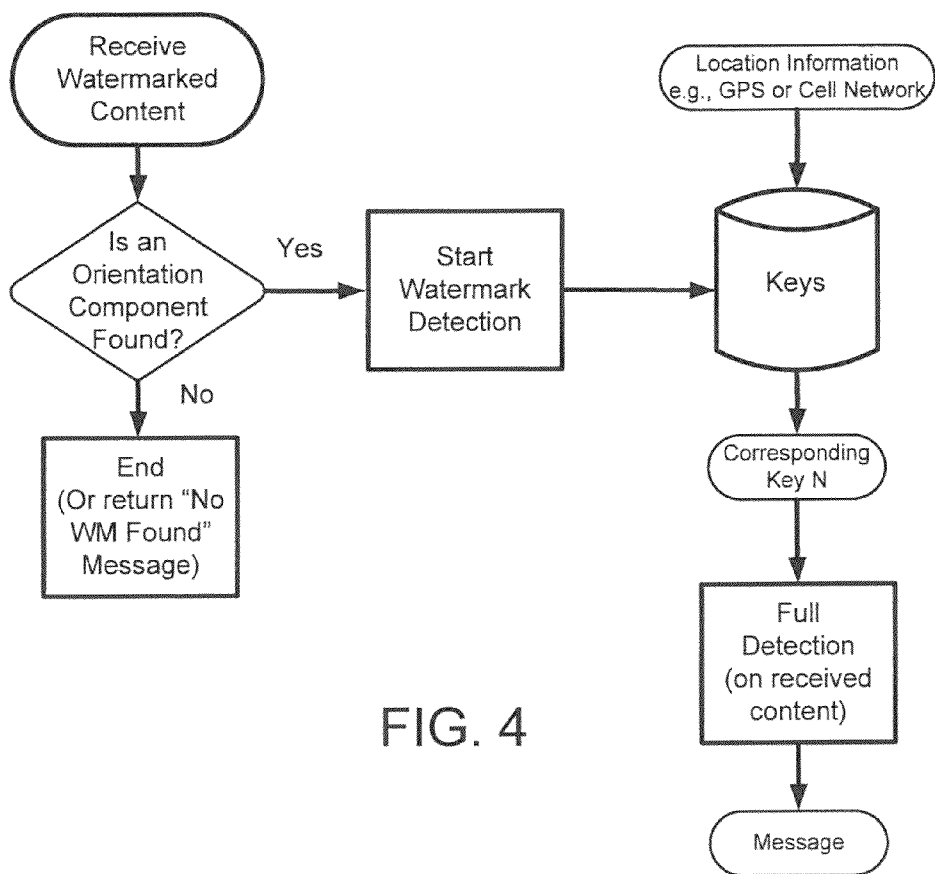 Receive
Watermarked
Content
Is an
Orientation
Component
Found?
Yes
No
End
(Or return “No
WM Found”
Message)
Start
Watermark
Detection
Location Information
e.g., GPS or Cell Network
Keys
Corresponding
Key N
Full
Detection
(on received
content)
Message
FIG. 4